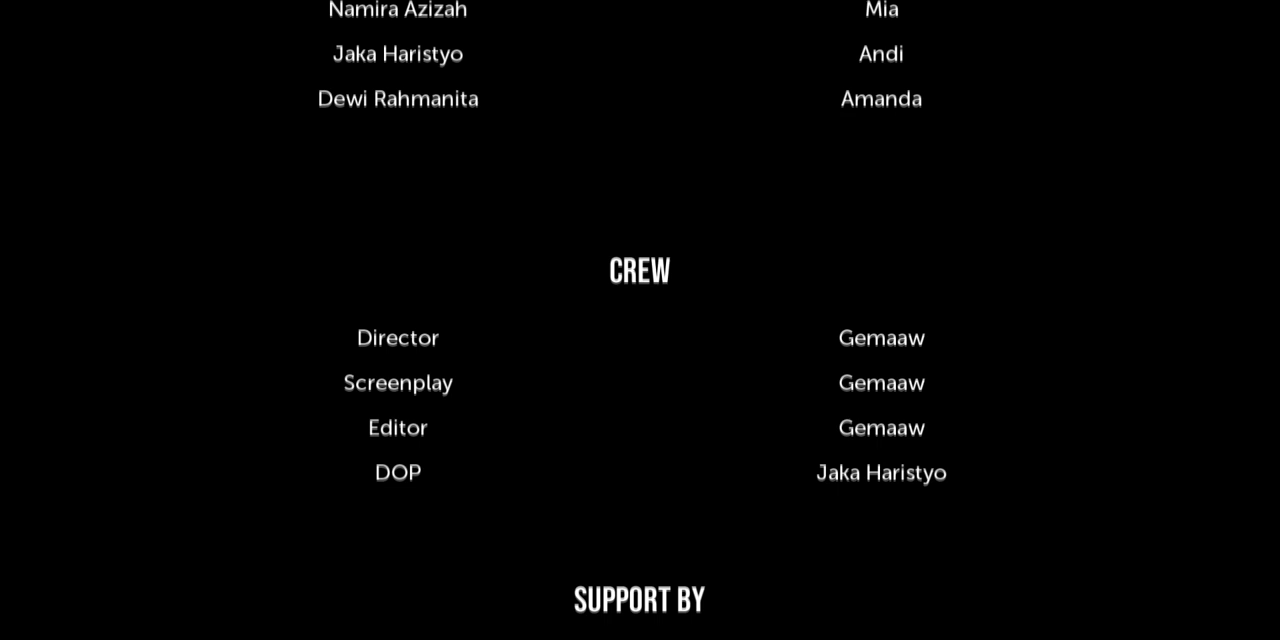 Namira Azizah Mia
Jaka Haristyo Andi
Dewi Rahmanita Amanda
CREW
Director Gemaaw
Screenplay Gemaaw
Editor Gemaaw
DOP Jaka Haristyo
SUPPORT BY